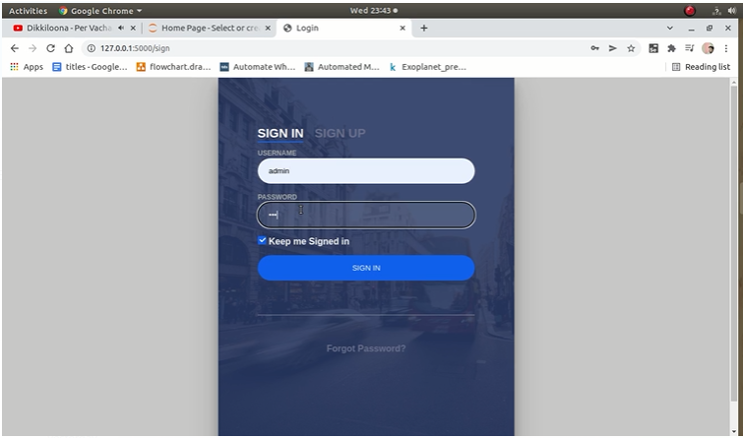 Activities Google Chrome Wed 23:43
Dikkiloona - Per Vacha Home Page - Select or cre Login
127.0.0.1:5000/sign
Apps titles - Google... flowchart.dra... Automate Wh... Automated M... Exoplanet_pre... Reading list
SIGN IN SIGN UP
USERNAME
admin
PASSWORD
Keep me Signed in
SIGN IN
Forgot Password?